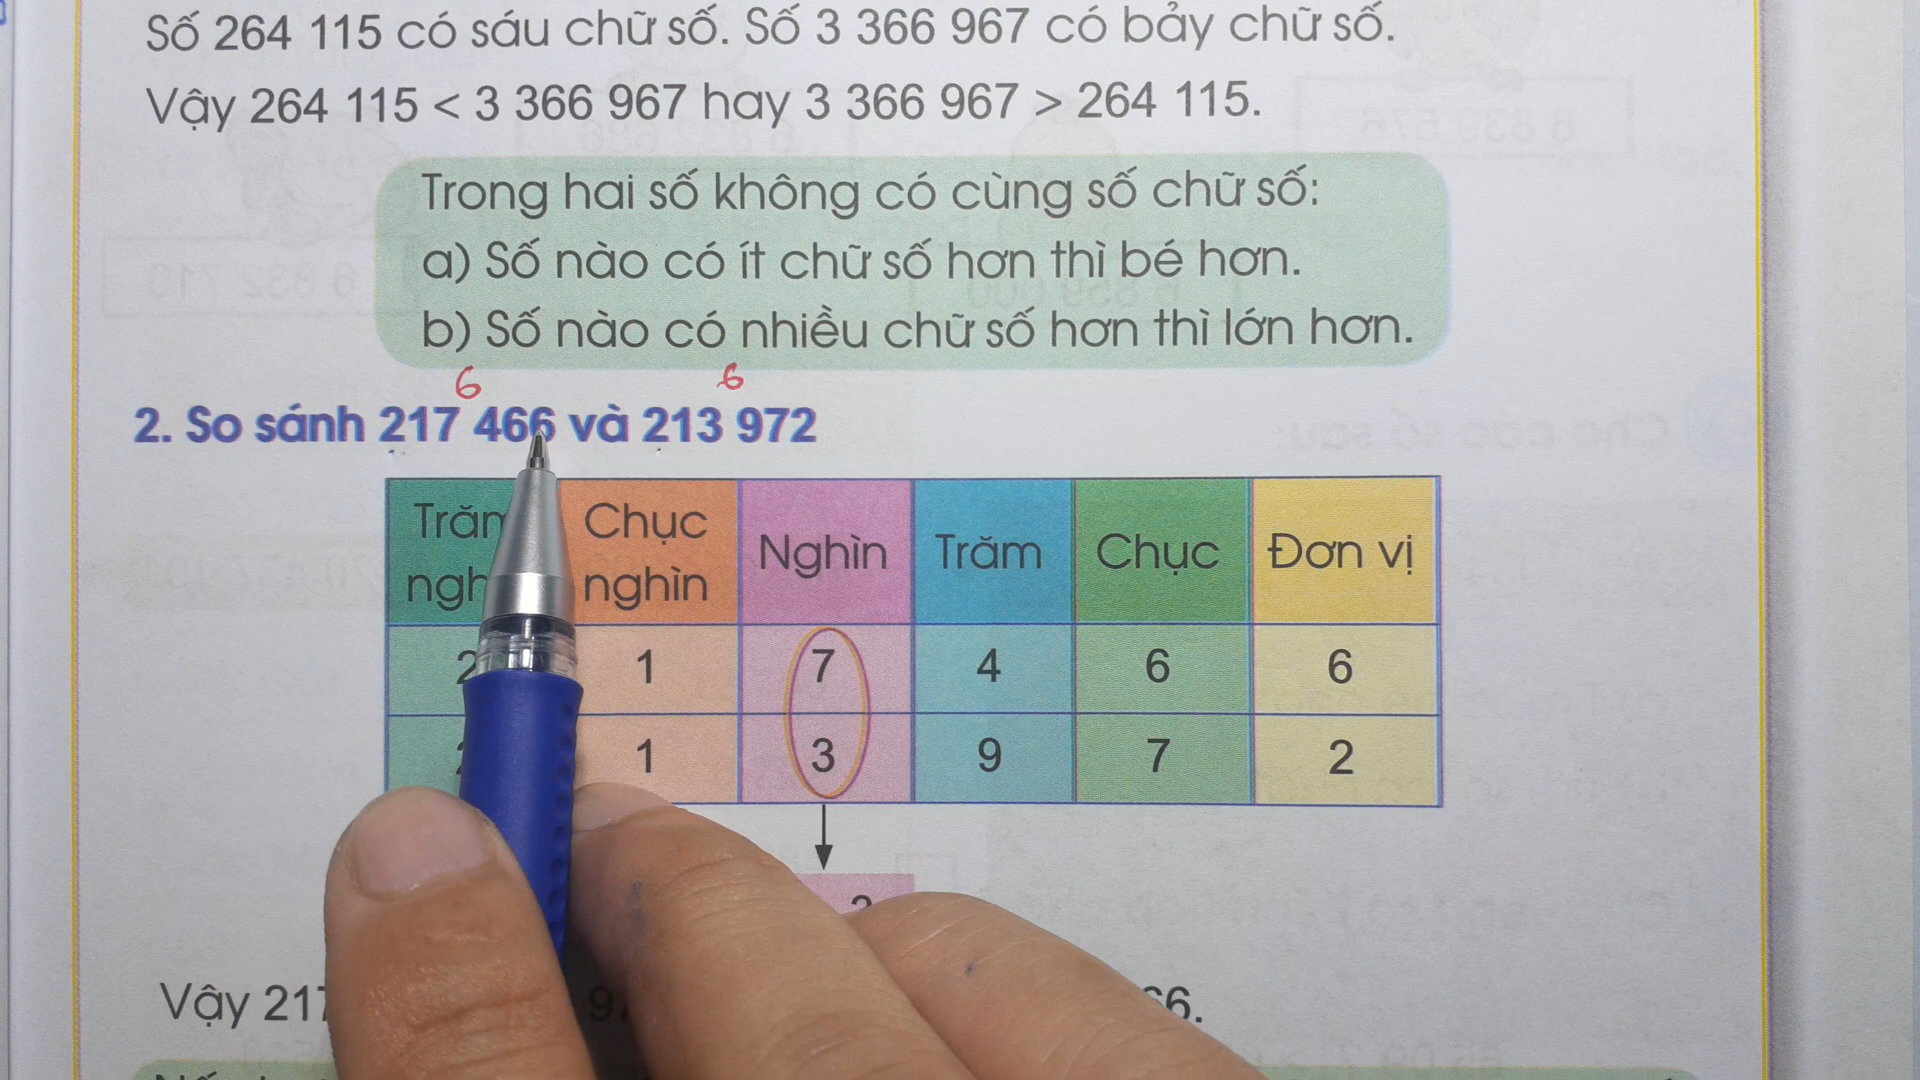 Số 264 115 có sáu chữ số. Số 3 366 967 có bảy chữ số.
Vậy 264 115 < 3 366 967 hay 3 366 967 > 264 115.
Trong hai số không có cùng số chữ số:
a) Số nào có ít chữ số hơn thì bé hơn.
b) Số nào có nhiều chữ số hơn thì lớn hơn.
6 6
2. So sánh 217 466 và 213 972
Chục nghìn Nghìn Trăm Chục Đơn vị
2 1 7 4 6 6
1 3 9 7 2
Vậy